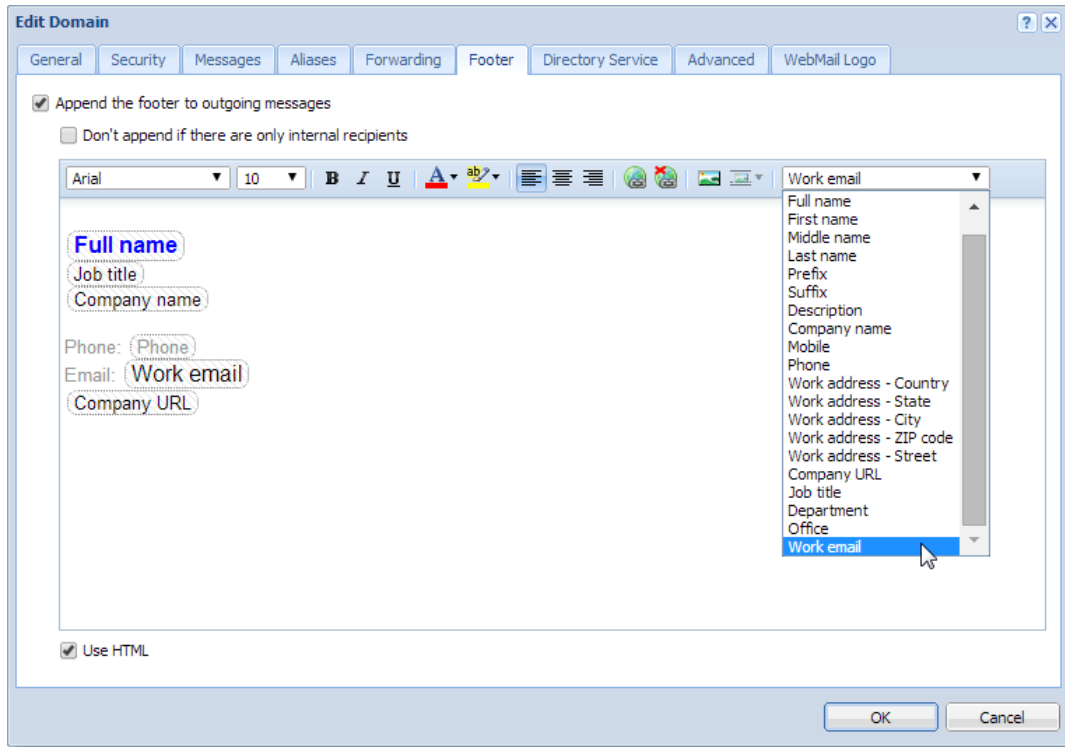 Edit Domain
General Security Messages Aliases Forwarding Footer Directory Service Advanced WebMail Logo
Append the footer to outgoing messages
Don't append if there are only internal recipients
Arial 10 B I U A ab Work email
Full name
First name
Middle name
Last name
Prefix
Suffix
Description
Company name
Mobile
Phone
Work address - Country
Work address - State
Work address - City
Work address - ZIP code
Work address - Street
Company URL
Job title
Department
Office
Work email
Full name
Job title
Company name
Phone: Phone
Email: Work email
Company URL
Use HTML
OK Cancel